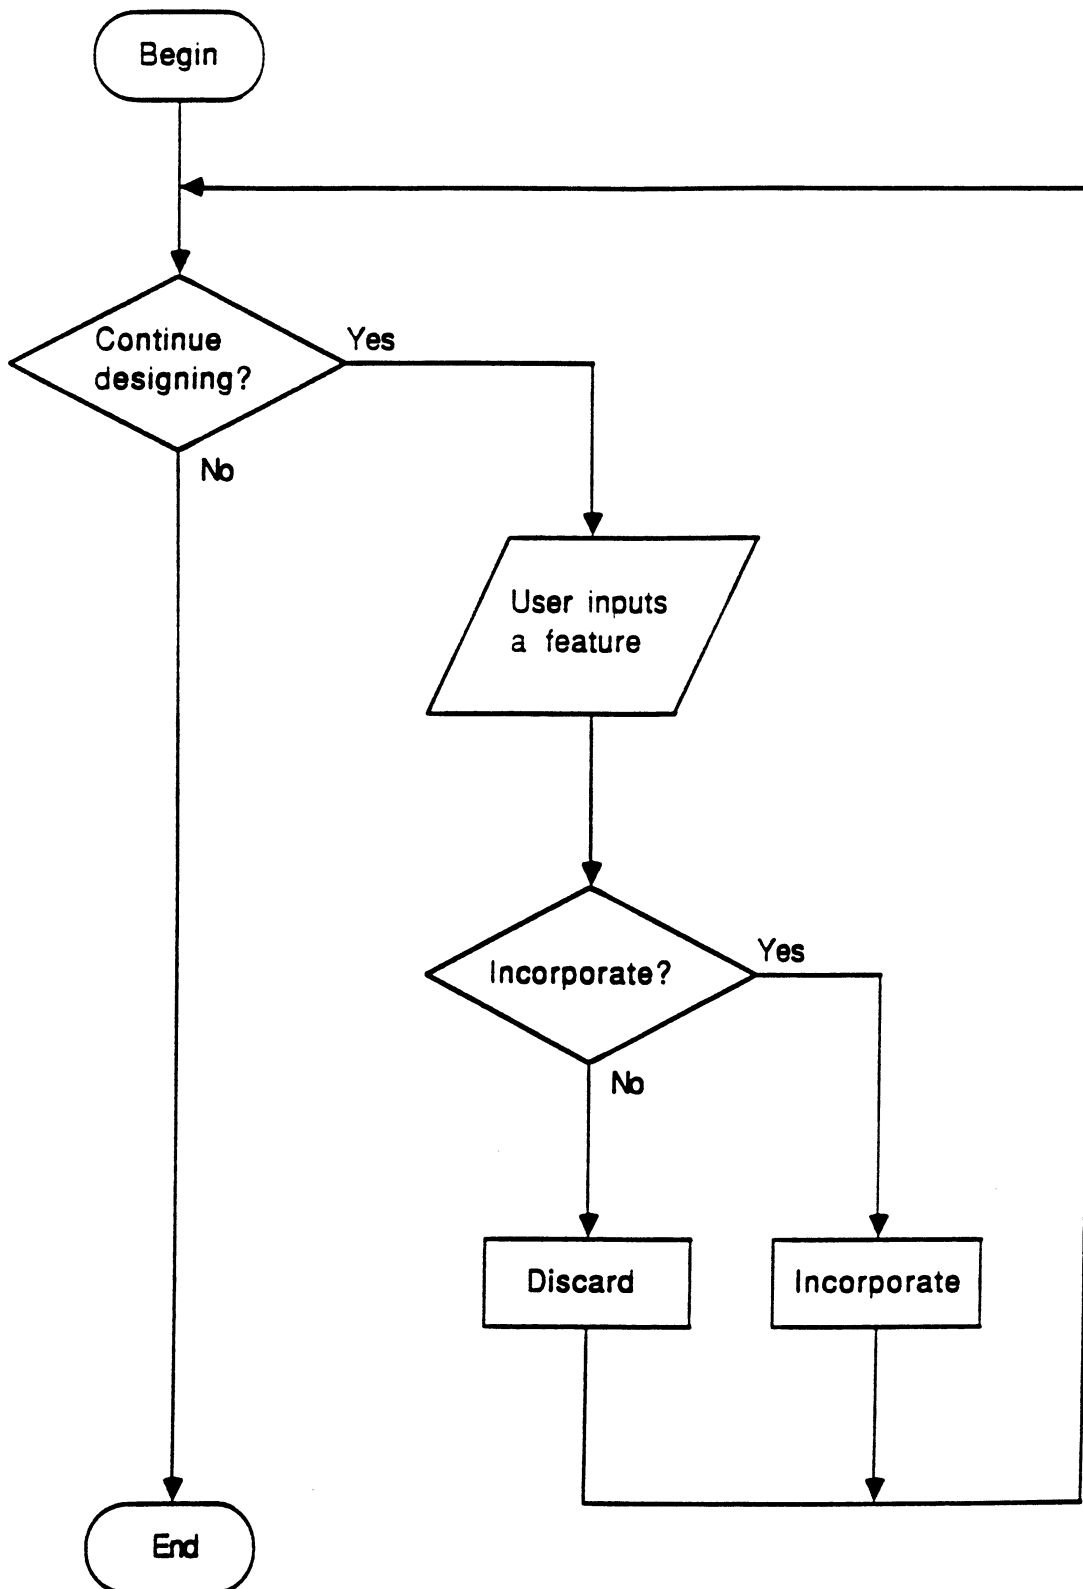 Begin
Continue
designing?
Yes
No
User inputs
a feature
Incorporate?
Yes
No
Discard
Incorporate
End